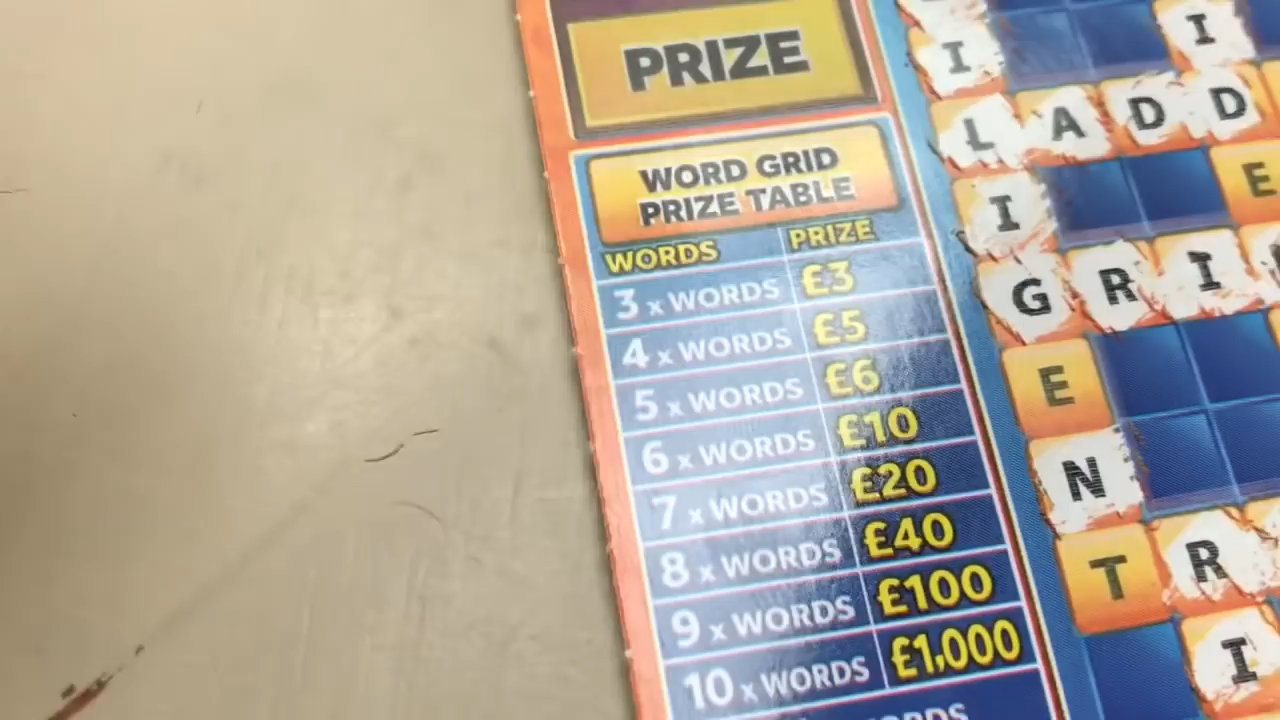 PRIZE
WORD GRID
PRIZE TABLE
WORDS PRIZE
3 x WORDS £3
4 x WORDS £5
5 x WORDS £6
6 x WORDS £10
7 x WORDS £20
8 x WORDS £40
9 x WORDS £100
10 x WORDS £1,000
I I
L A D D
I E
G R I
E
N
T R
I